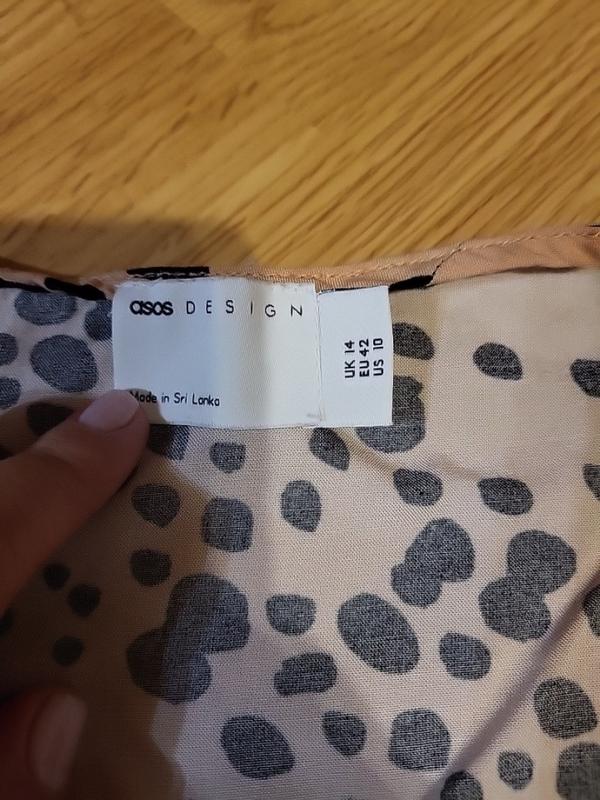 asos DESIGN
Made in Sri Lanka
UK 14
EU 42
US 10